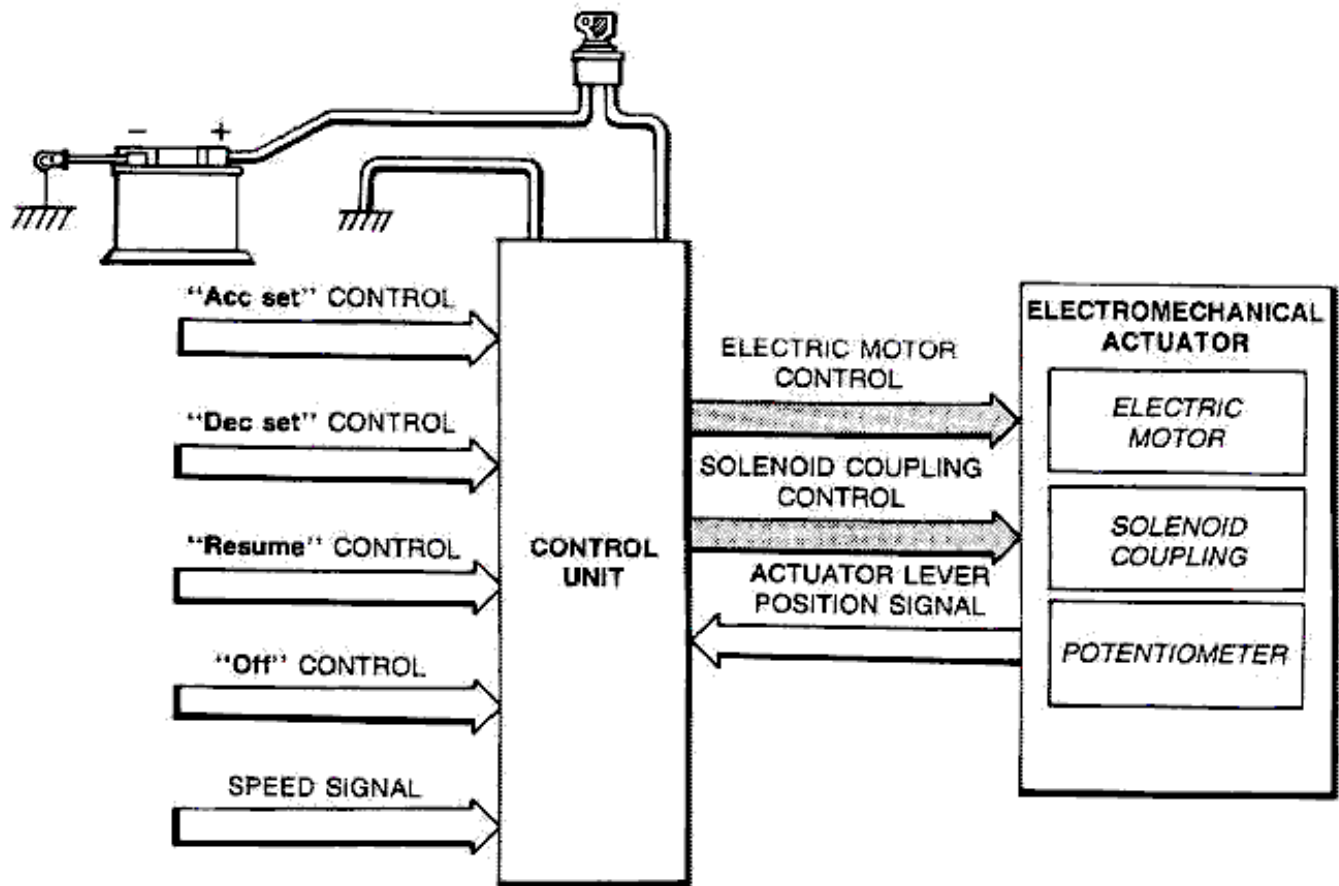 - +
"Acc set" CONTROL
"Dec set" CONTROL
"Resume" CONTROL
"Off" CONTROL
SPEED SIGNAL
CONTROL
UNIT
ELECTRIC MOTOR
CONTROL
SOLENOID COUPLING
CONTROL
ACTUATOR LEVER
POSITION SIGNAL
ELECTROMECHANICAL
ACTUATOR
ELECTRIC
MOTOR
SOLENOID
COUPLING
POTENTIOMETER